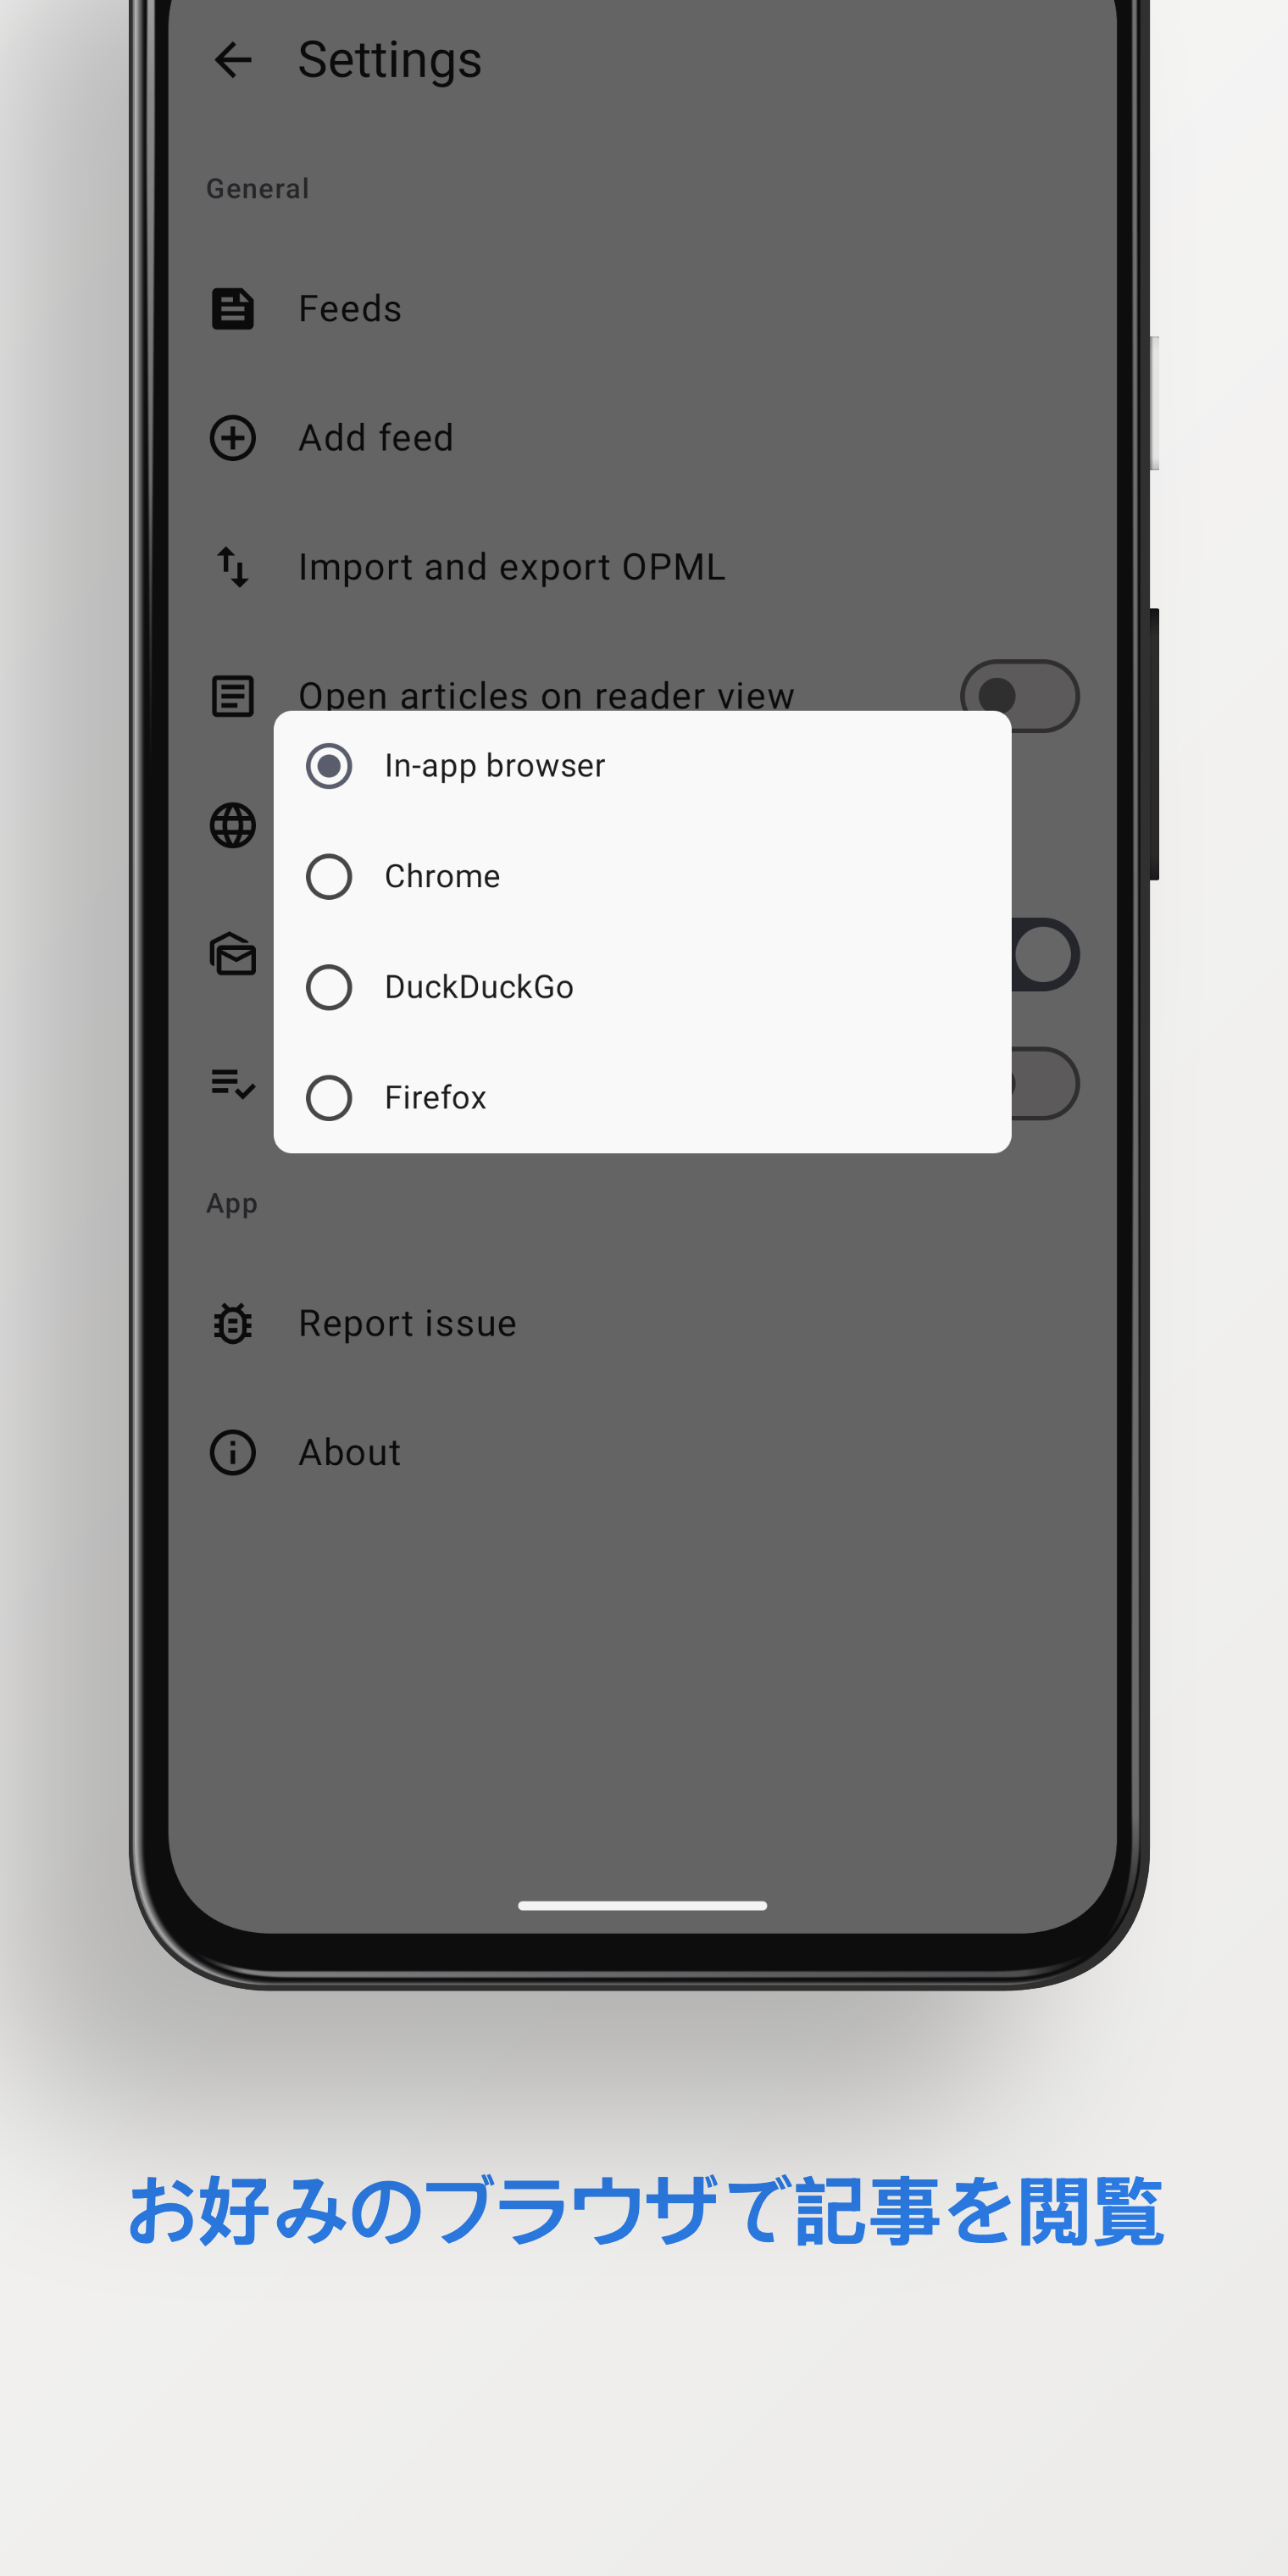 Settings
General
Feeds
Add feed
Import and export OPML
Open articles on reader view
In-app browser
Chrome
DuckDuckGo
Firefox
App
Report issue
About
お好みのブラウザで記事を閲覧